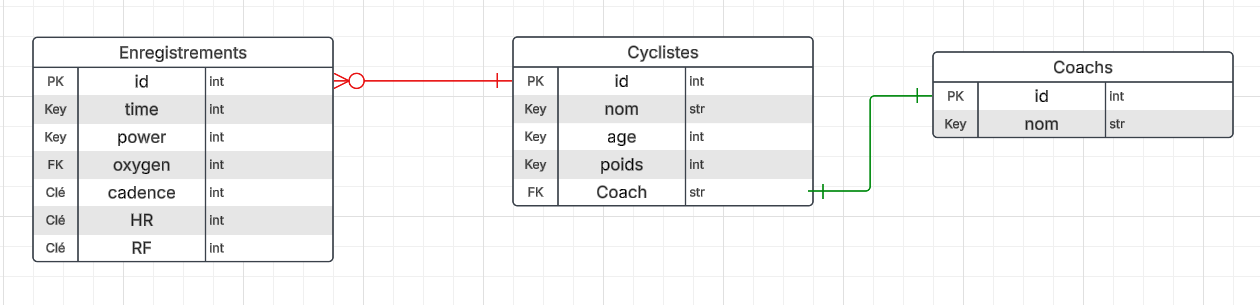 Enregistrements
PK id int
Key time int
Key power int
FK oxygen int
Clé cadence int
Clé HR int
Clé RF int
Cyclistes
PK id int
Key nom str
Key age int
Key poids int
FK Coach str
Coachs
PK id int
Key nom str